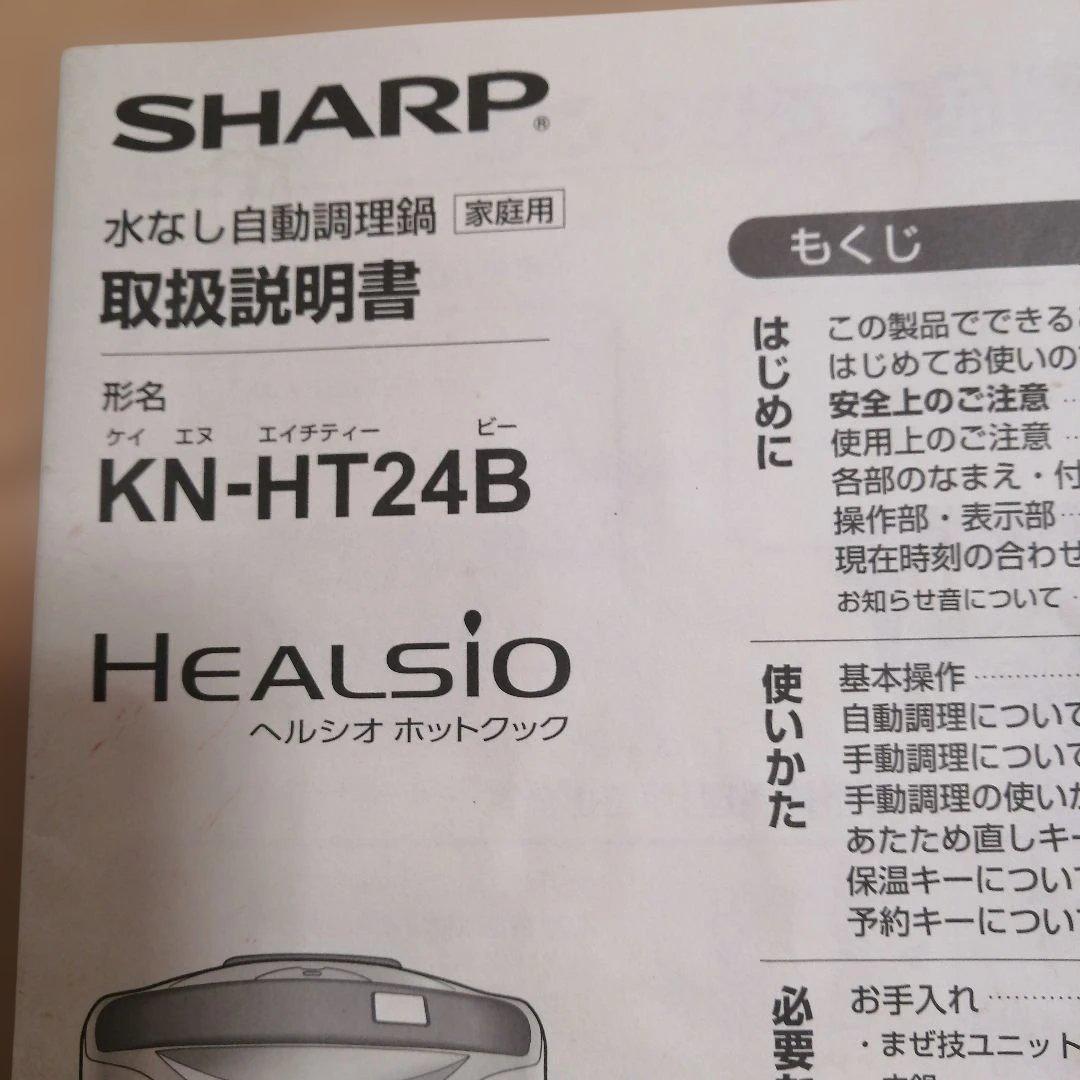 SHARP®
水なし自動調理鍋 家庭用
取扱説明書
形名
ケイ エヌ エイチティー ビー
KN-HT24B
HEALSiO
ヘルシオ ホットクック
もくじ
はじめに
この製品でできる
はじめてお使いの
安全上のご注意
使用上のご注意
各部のなまえ・付
操作部・表示部
現在時刻の合わせ
お知らせ音について
使いかた
基本操作
自動調理について
手動調理について
手動調理の使いか
あたため直しキー
保温キーについて
予約キーについて
必要な
お手入れ
・まぜ技ユニット